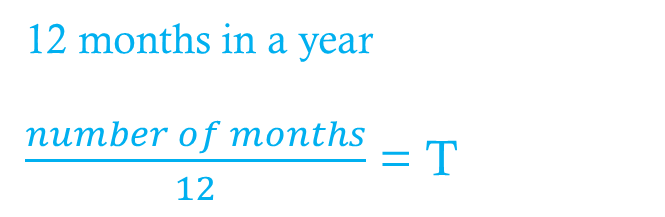 12 months in a year
number of months
12
= T